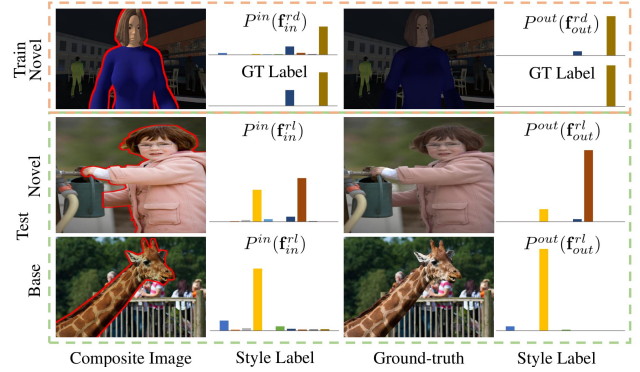 Train
Novel
P^{in}(f_{in}^{rd})
GT Label
P^{out}(f_{out}^{rd})
GT Label
Test
Novel
P^{in}(f_{in}^{rl})
P^{out}(f_{out}^{rl})
Base
P^{in}(f_{in}^{rl})
P^{out}(f_{out}^{rl})
Composite Image
Style Label
Ground-truth
Style Label